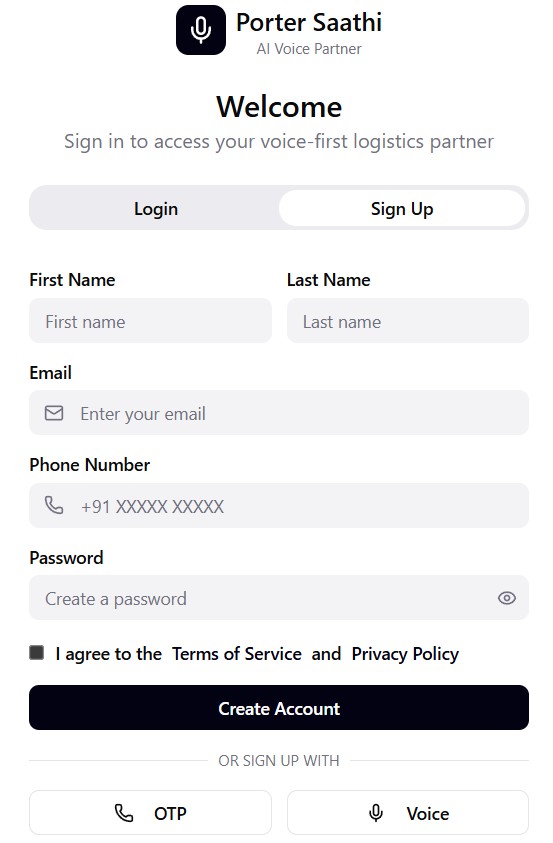 Porter Saathi
AI Voice Partner
Welcome
Sign in to access your voice-first logistics partner
Login Sign Up
First Name Last Name
First name Last name
Email
Enter your email
Phone Number
+91 XXXXX XXXXX
Password
Create a password
I agree to the Terms of Service and Privacy Policy
Create Account
OR SIGN UP WITH
OTP Voice